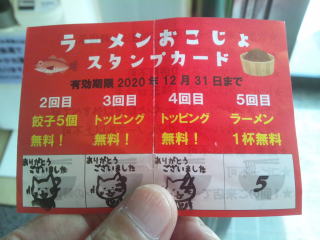 ラーメンおこじょ
スタンプカード
有効期限 2020年12月31日まで
2回目 3回目 4回目 5回目
餃子5個 トッピング トッピング ラーメン
無料! 無料! 無料! 1杯無料
ありがとう ありがとう ありがとう
ございました ございました ございました
5